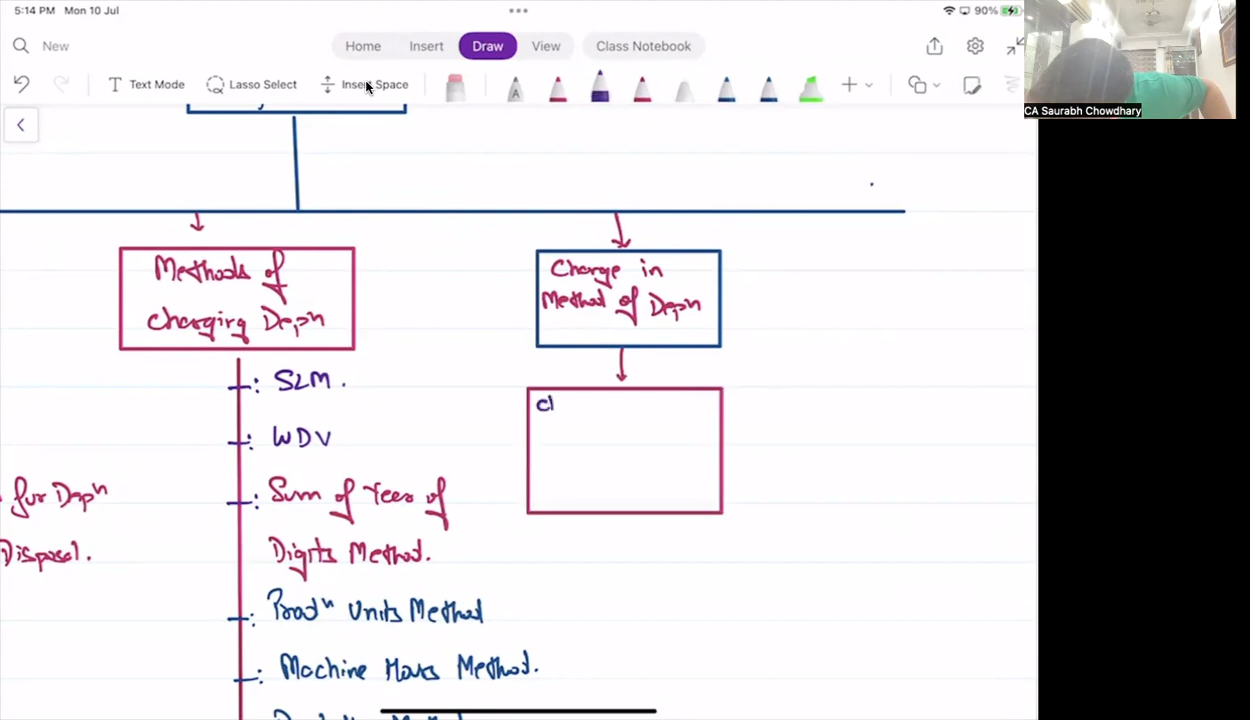 5:14 PM Mon 10 Jul
90%
New
Home
Insert
Draw
View
Class Notebook
Text Mode
Lasso Select
Insert Space
A
CA Saurabh Chowdhary
Methods of
charging Depn
: SLM.
: WDV
: Sum of Years of
Digits Method.
: Prodn Units Method
: Machine Hours Method.
for Depn
Disposal.
Change in
Method of Depn